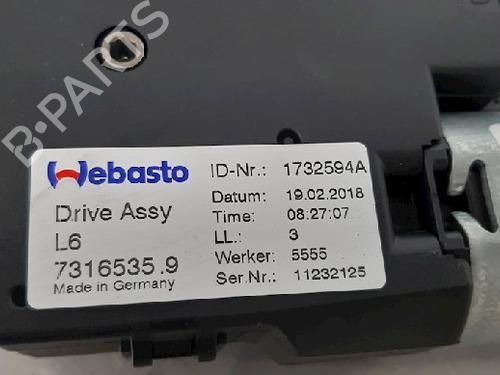 B-PARTS
Webasto
Drive Assy
L6
7316535.9
Made in Germany
ID-Nr.: 1732594A
Datum: 19.02.2018
Time: 08:27:07
LL.: 3
Werker: 5555
Ser.Nr.: 11232125